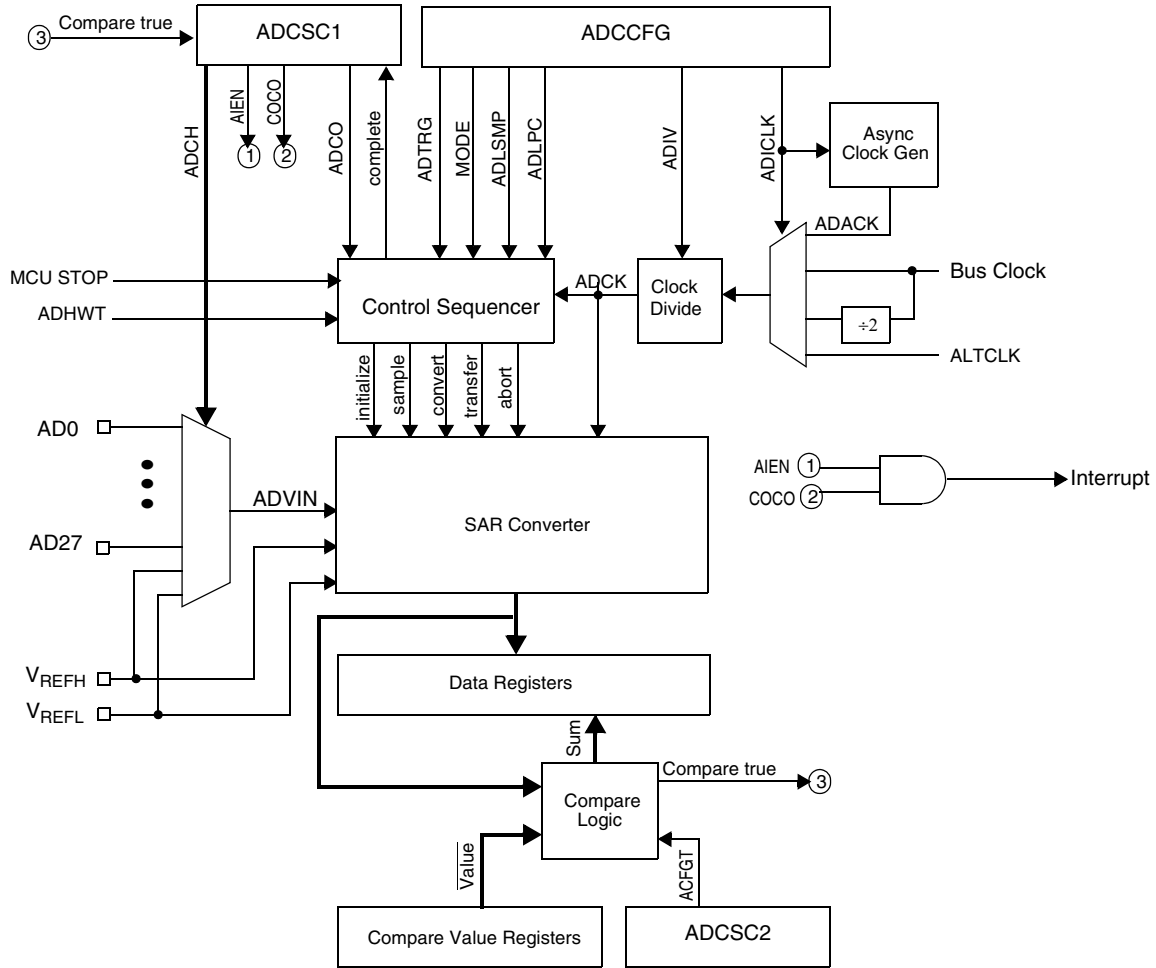 Compare true
3
ADCSC1
ADCCFG
ADCH
AIEN
COCO
ADCO
complete
ADTRG
MODE
ADLSMP
ADLPC
ADIV
ADICLK
Async
Clock Gen
1
2
ADACK
MCU STOP
ADHWT
Control Sequencer
ADCK
Clock
Divide
Bus Clock
÷2
ALTCLK
initialize
sample
convert
transfer
abort
AD0
AD27
ADVIN
SAR Converter
AIEN 1
COCO 2
Interrupt
VREFH
VREFL
Data Registers
Sum
Compare true
3
Compare
Logic
Value
ACFGT
Compare Value Registers
ADCSC2